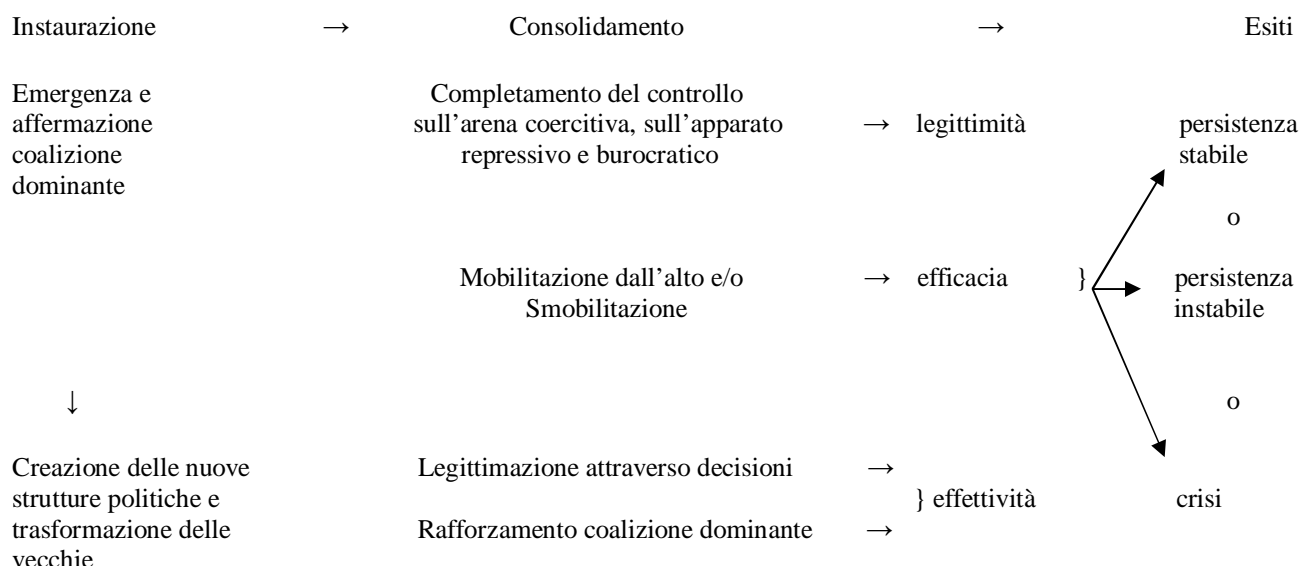 Instaurazione → Consolidamento → Esiti
Emergenza e Completamento del controllo
affermazione sull’arena coercitiva, sull’apparato → legittimità persistenza
coalizione repressivo e burocratico stabile
dominante
o
Mobilitazione dall’alto e/o → efficacia } persistenza
Smobilitazione instabile
↓ o
Creazione delle nuove Legittimazione attraverso decisioni →
strutture politiche e } effettività crisi
trasformazione delle Rafforzamento coalizione dominante →
vecchie